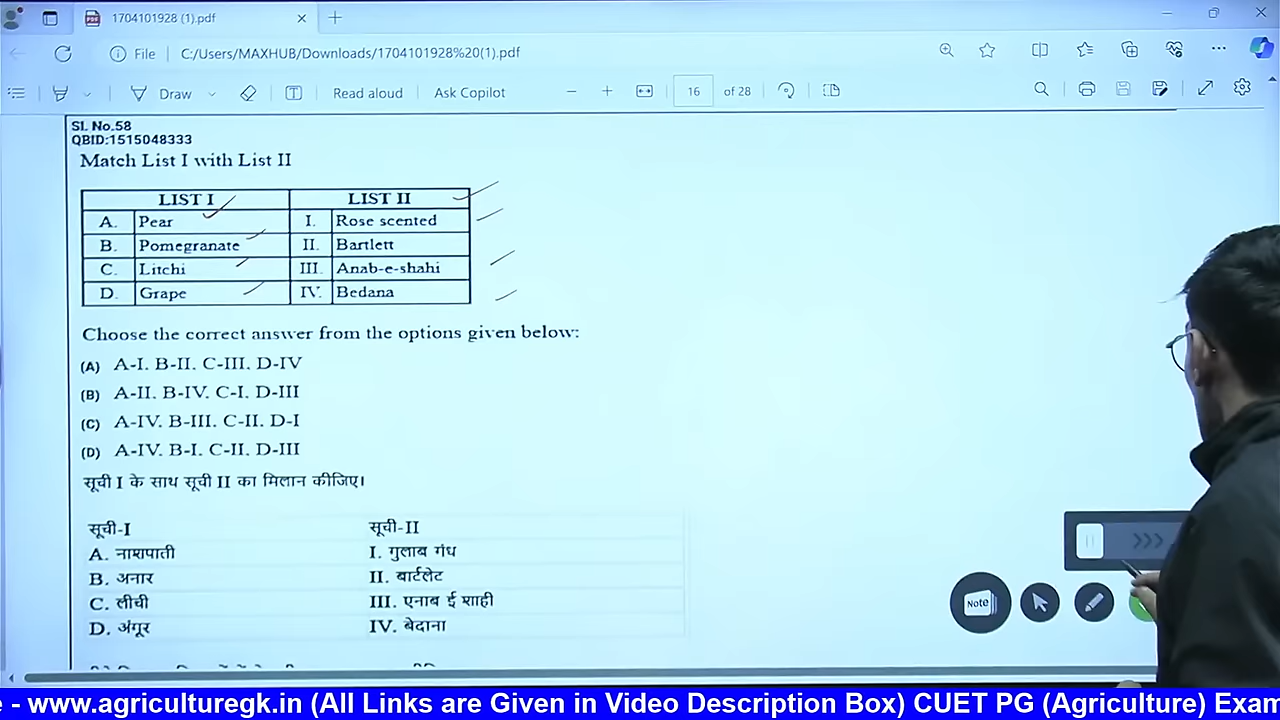 1704101928 (1).pdf
File C:/Users/MAXHUB/Downloads/1704101928%20(1).pdf
Draw Read aloud Ask Copilot 16 of 28
SI. No.58
QBID:1515048333
Match List I with List II
LIST I LIST II
A. Pear I. Rose scented
B. Pomegranate II. Bartlett
C. Litchi III. Anab-e-shahi
D. Grape IV. Bedana
Choose the correct answer from the options given below:
(A) A-I. B-II. C-III. D-IV
(B) A-II. B-IV. C-I. D-III
(C) A-IV. B-III. C-II. D-I
(D) A-IV. B-I. C-II. D-III
सूची I के साथ सूची II का मिलान कीजिए।
सूची-I सूची-II
A. नाशपाती I. गुलाब गंध
B. अनार II. बार्टलेट
C. लीची III. एनाब ई शाही
D. अंगूर IV. बेदाना
Note
- www.agriculturegk.in (All Links are Given in Video Description Box) CUET PG (Agriculture) Exam